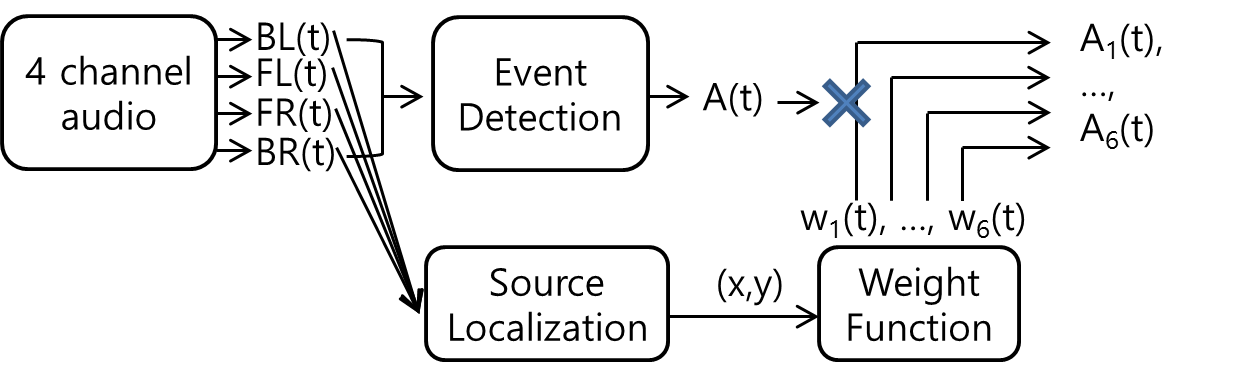 4 channel
audio
BL(t)
FL(t)
FR(t)
BR(t)
Event
Detection
A(t)
A₁(t),
...,
A₆(t)
w₁(t), ..., w₆(t)
Source
Localization
(x,y)
Weight
Function